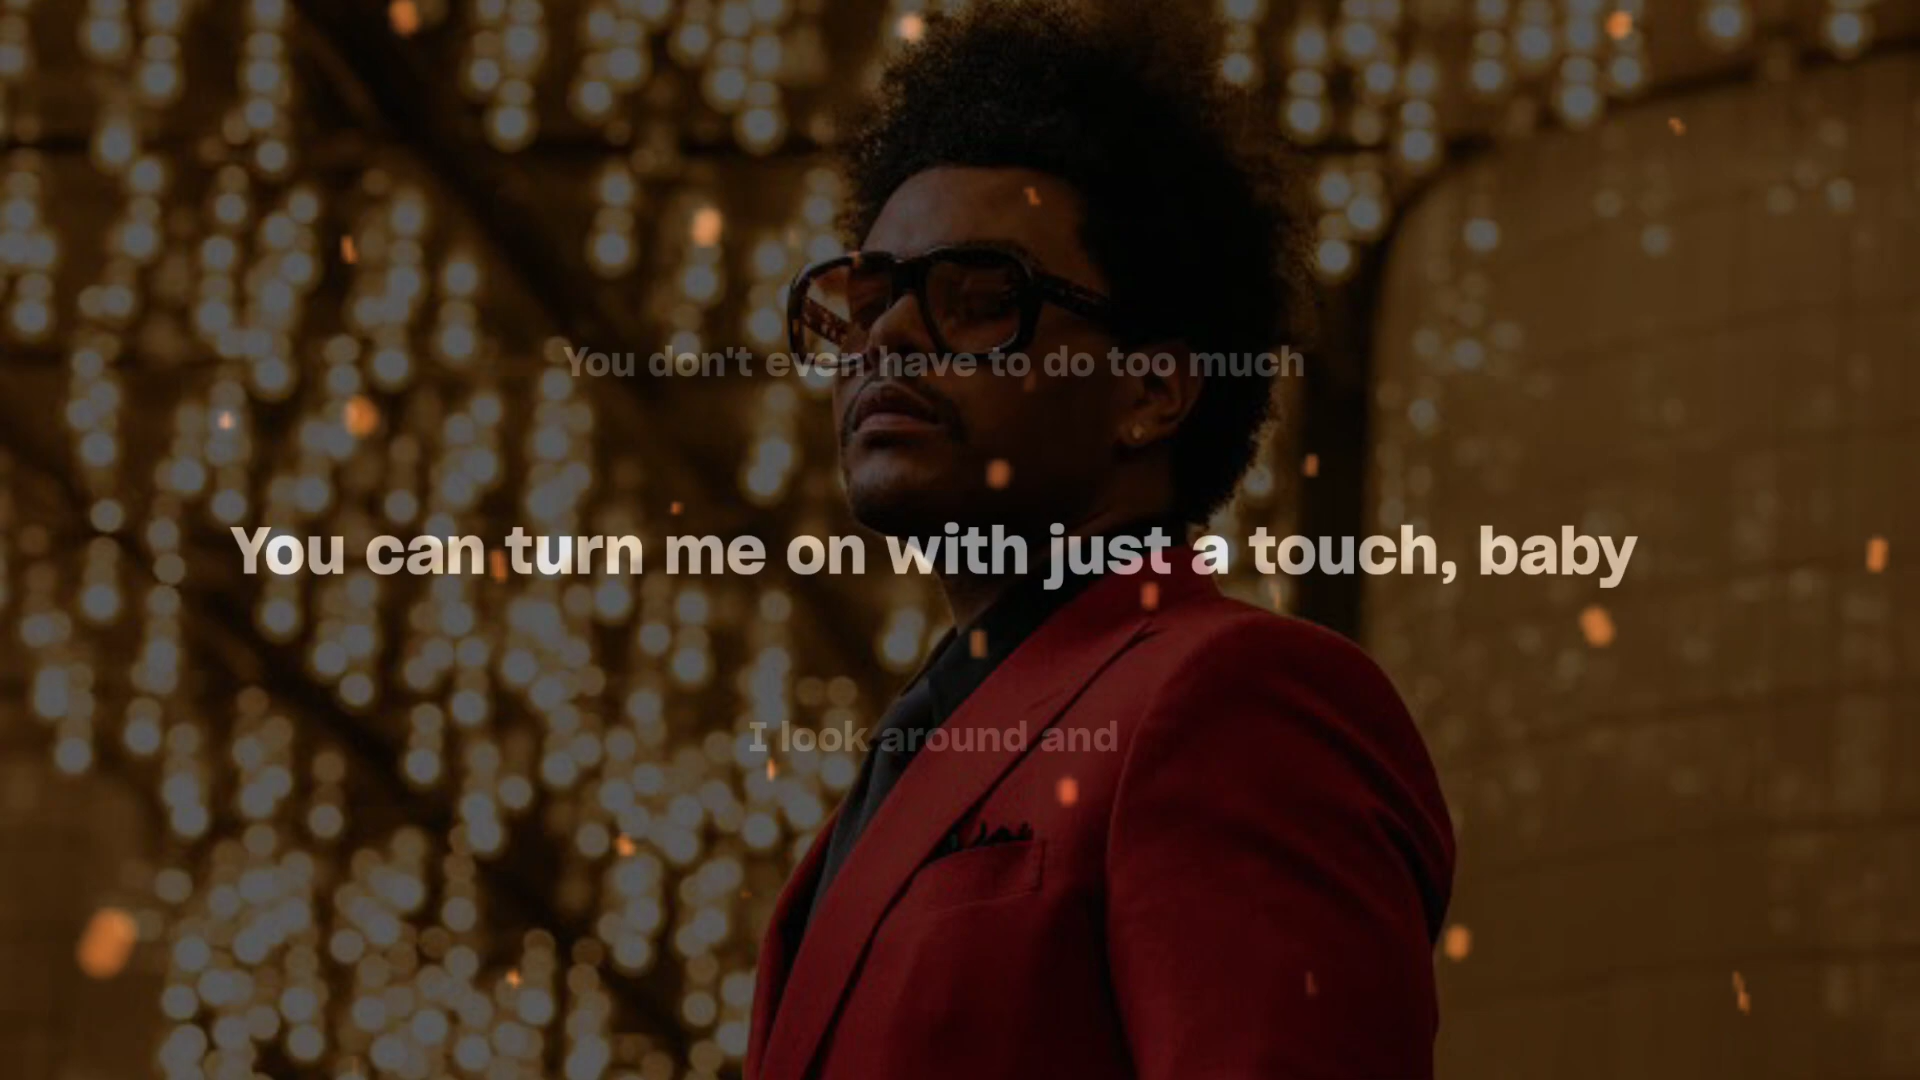 You don't even have to do too much
You can turn me on with just a touch, baby
I look around and